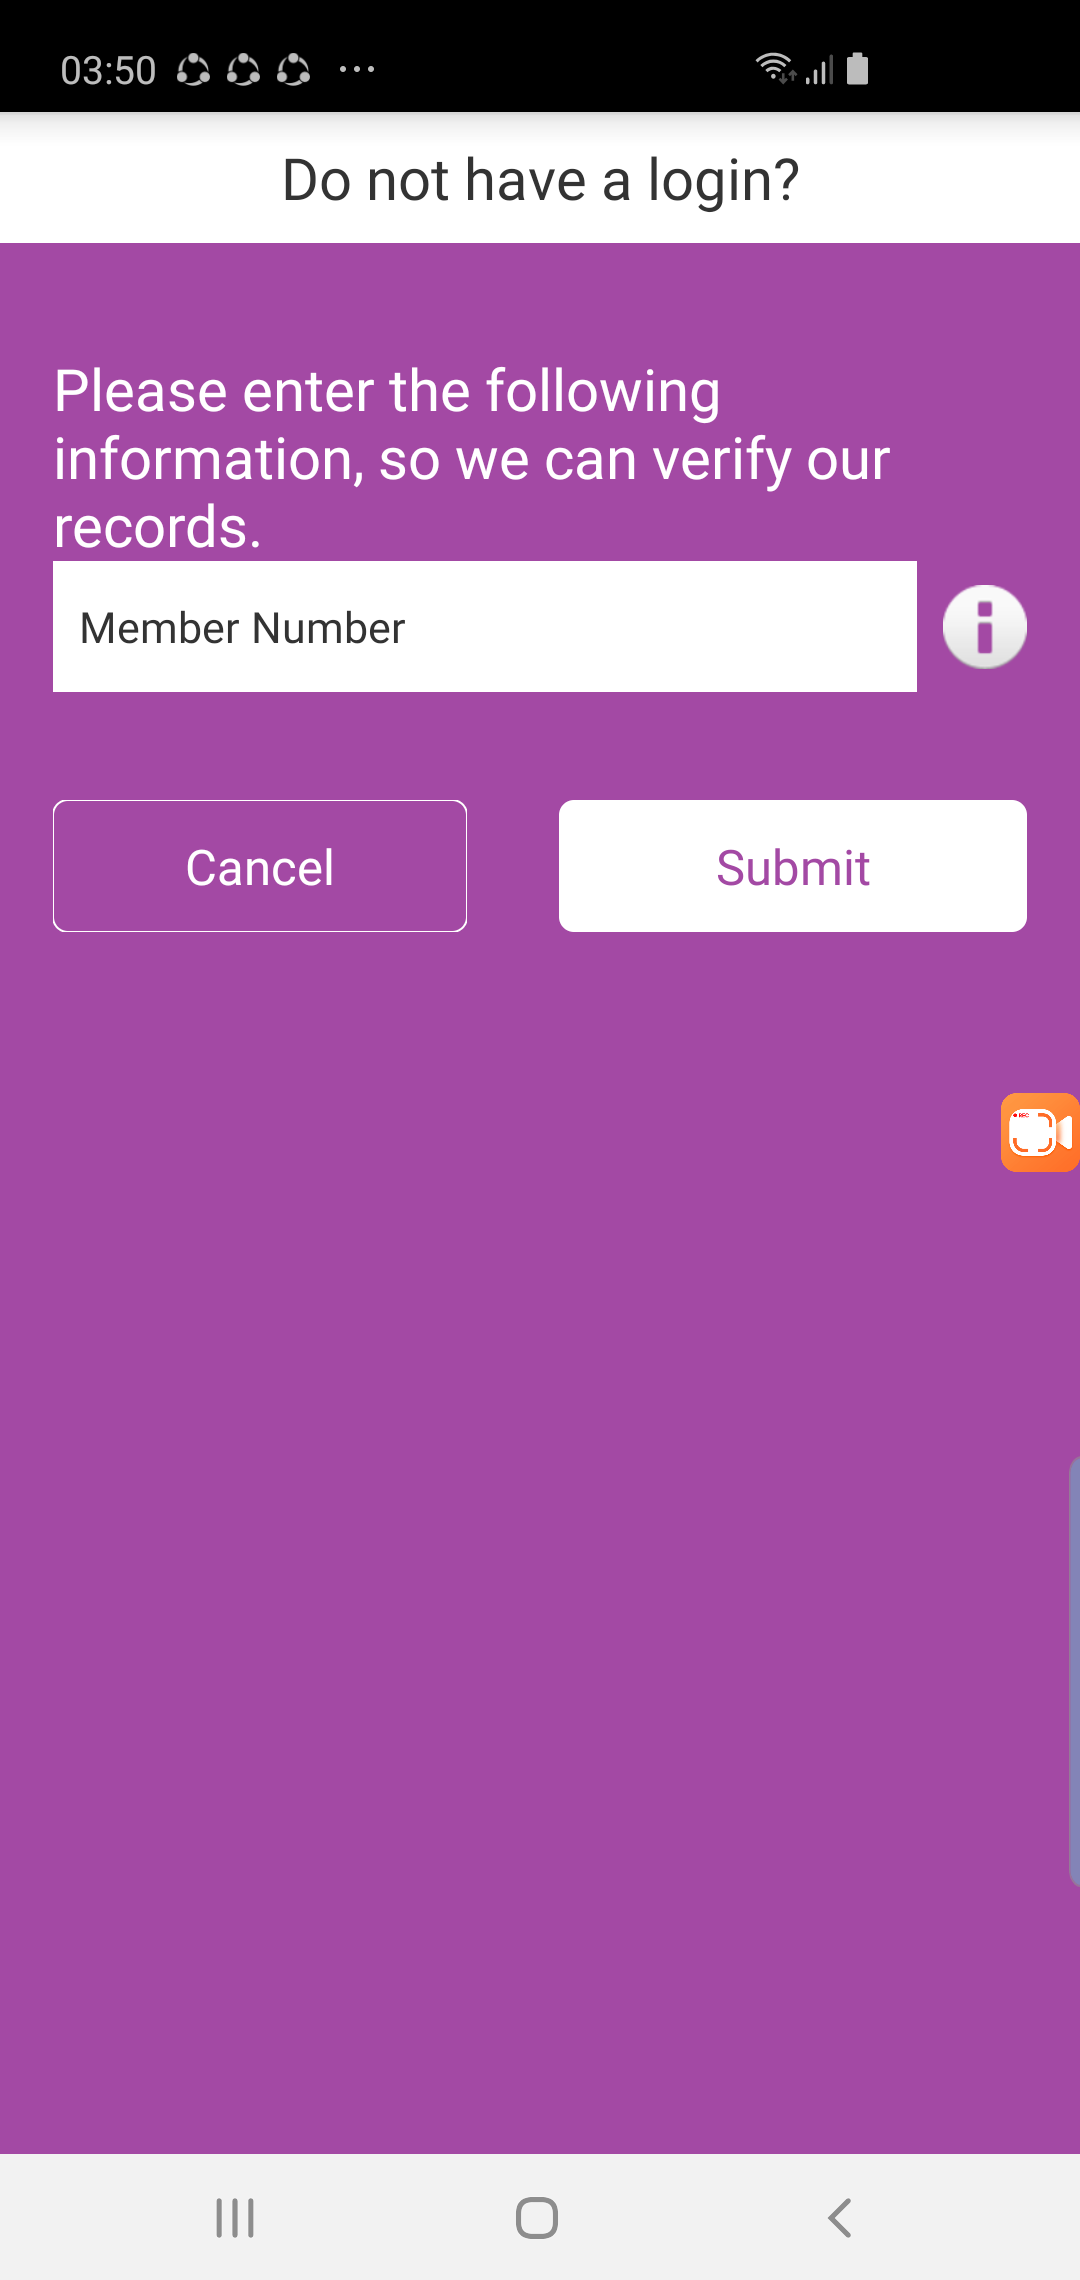 03:50
Do not have a login?
Please enter the following
information, so we can verify our
records.
Member Number
Cancel
Submit
REC